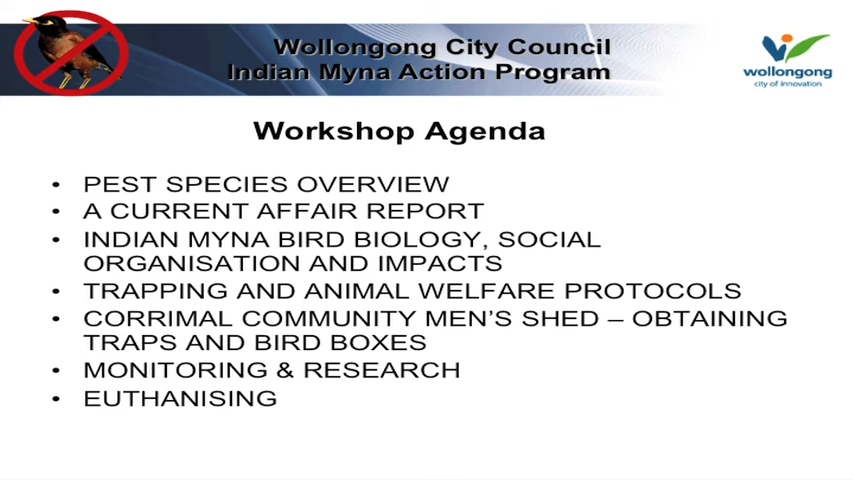 Wollongong City Council
Indian Myna Action Program
wollongong
city of innovation
Workshop Agenda
• PEST SPECIES OVERVIEW
• A CURRENT AFFAIR REPORT
• INDIAN MYNA BIRD BIOLOGY, SOCIAL
ORGANISATION AND IMPACTS
• TRAPPING AND ANIMAL WELFARE PROTOCOLS
• CORRIMAL COMMUNITY MEN’S SHED – OBTAINING
TRAPS AND BIRD BOXES
• MONITORING & RESEARCH
• EUTHANISING